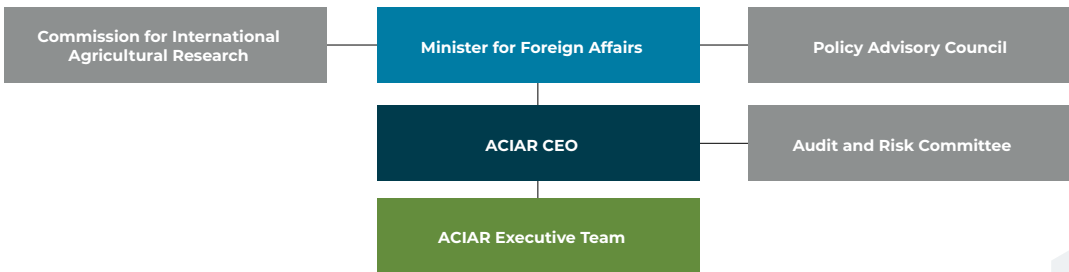 Commission for International
Agricultural Research
Minister for Foreign Affairs
Policy Advisory Council
ACIAR CEO
Audit and Risk Committee
ACIAR Executive Team